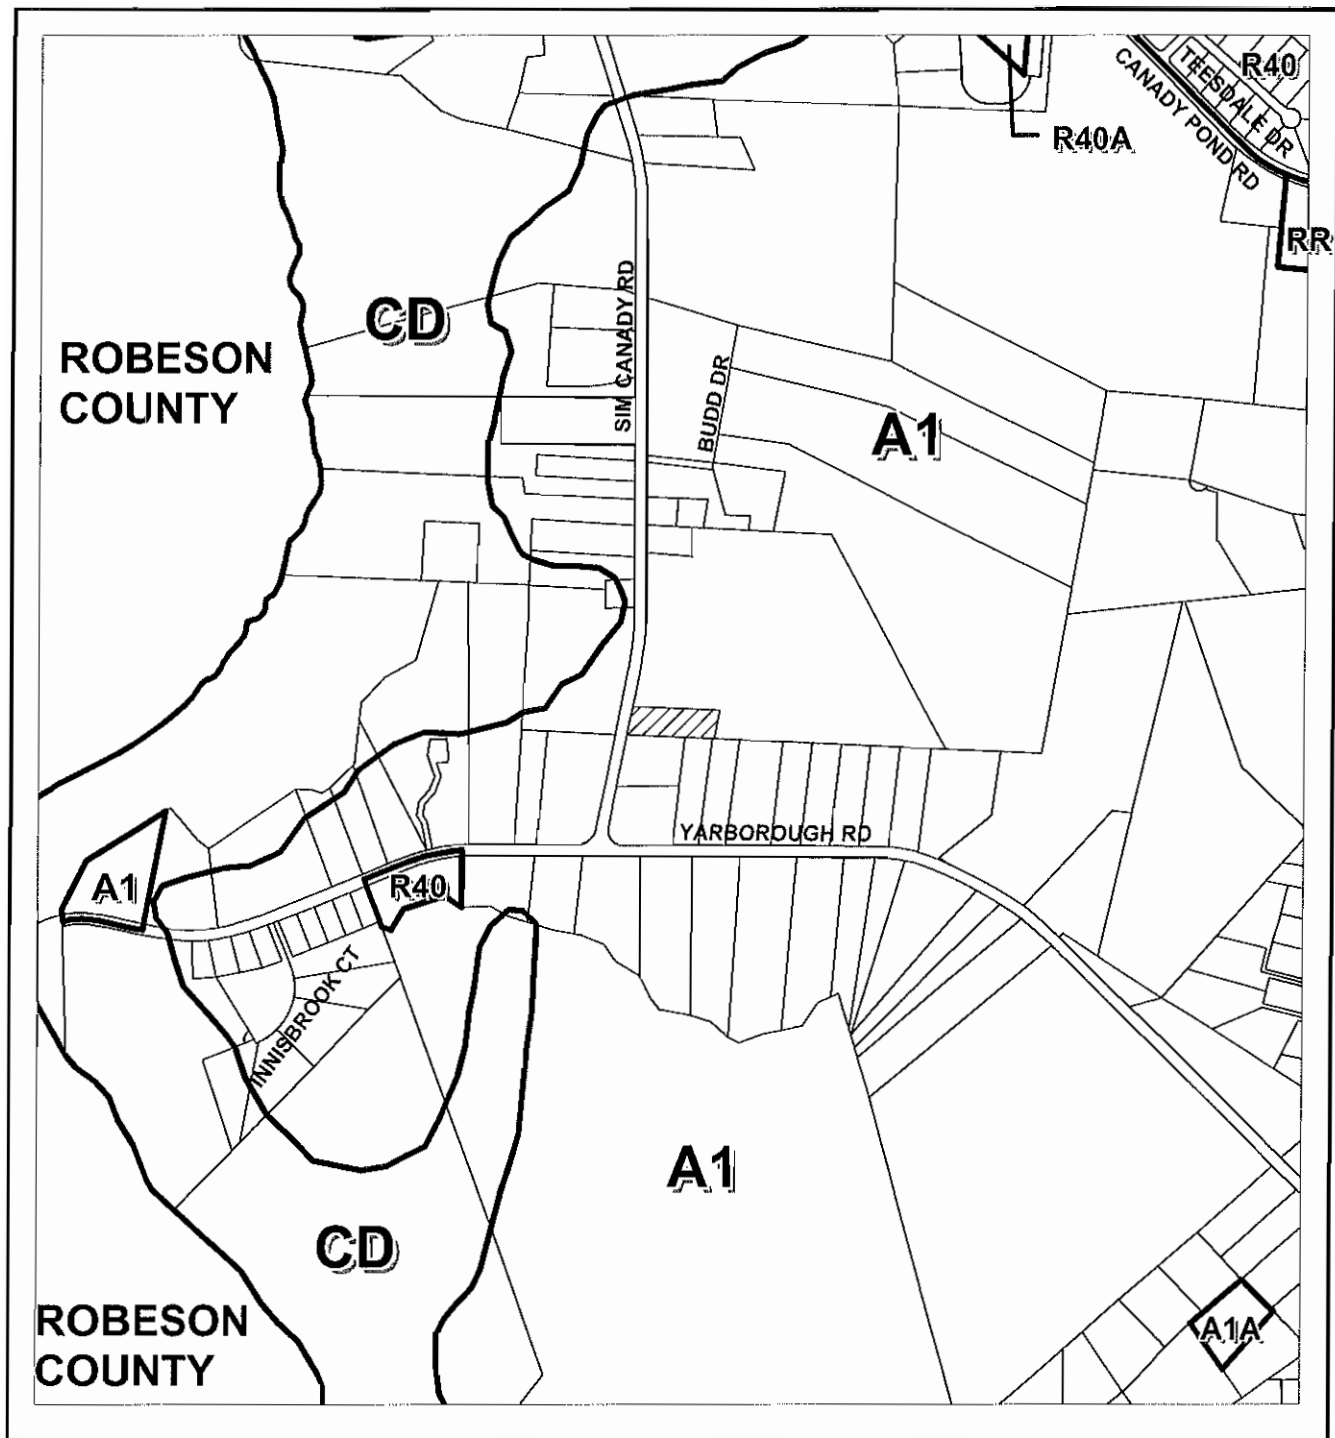 R40
TEESDALE DR
CANADY POND RD
R40A
RR
CD
SIM CANADY RD
ROBESON
COUNTY
BUDD DR
A1
YARBOROUGH RD
A1
R40
INNISBROOK CT
A1
CD
ROBESON
COUNTY
A1A